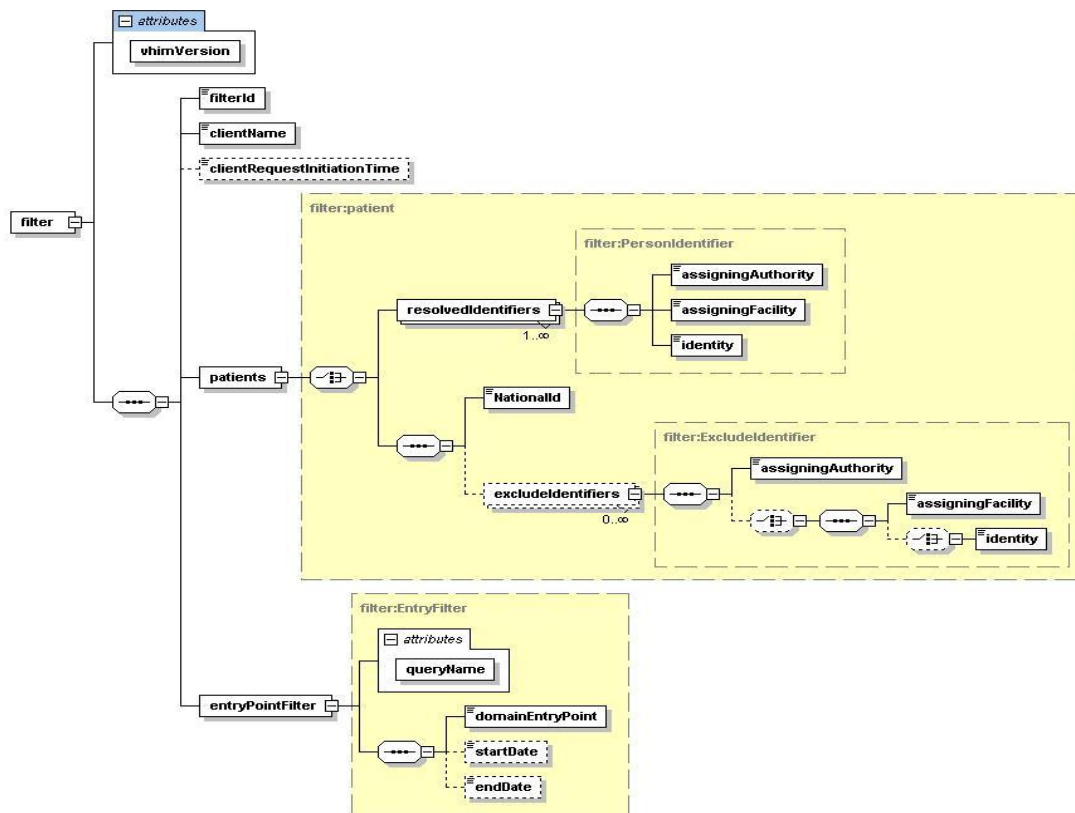 attributes
vhimVersion
filterId
clientName
clientRequestInitiationTime
filter
filter:patient
filter:PersonIdentifier
assigningAuthority
resolvedIdentifiers
assigningFacility
1..∞
identity
patients
NationalId
filter:ExcludeIdentifier
assigningAuthority
excludeIdentifiers
assigningFacility
0..∞
identity
filter:EntryFilter
attributes
queryName
entryPointFilter
domainEntryPoint
startDate
endDate